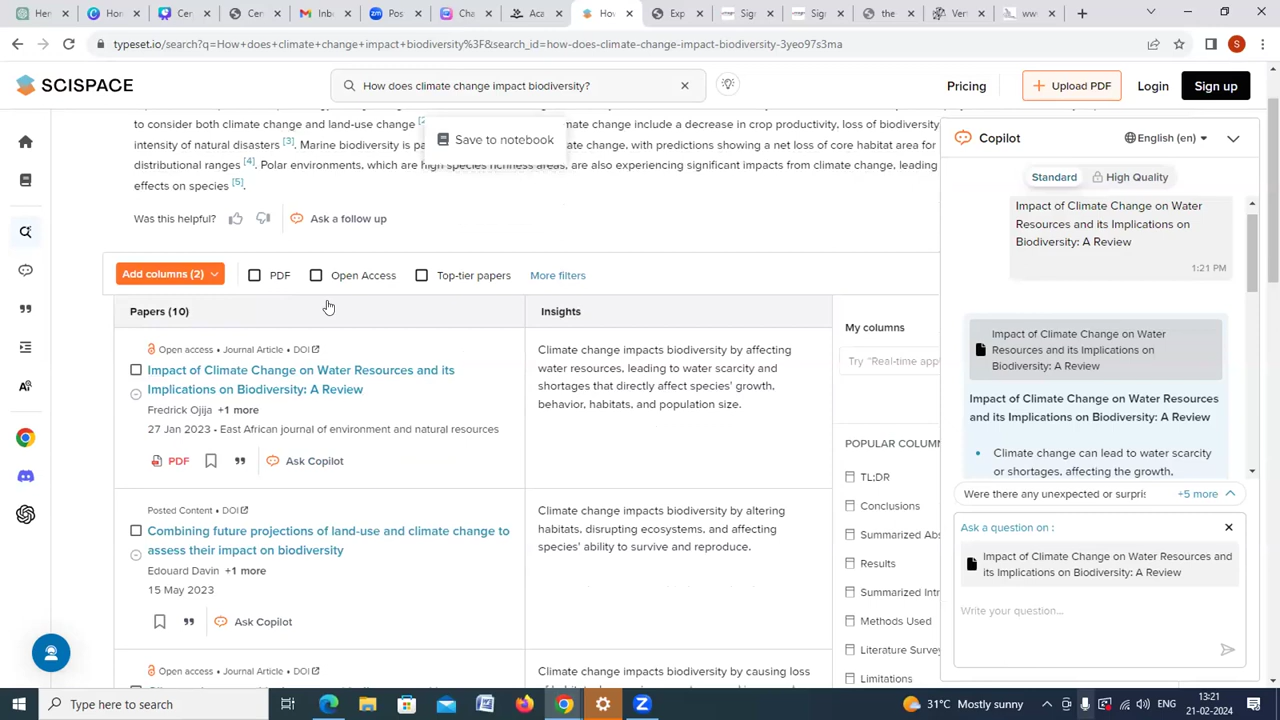 Her
Hom
Cert
Cer
Inb
Pos
Cha
Aca
Ho
Exp
Sign
Sign
the
Vert
ww
typeset.io/search?q=How+does+climate+change+impact+biodiversity%3F&search_id=how-does-climate-change-impact-biodiversity-3yeo97s3ma
S
SCISPACE
How does climate change impact biodiversity?
Pricing
Upload PDF
Login
Sign up
to consider both climate change and land-use change
mate change include a decrease in crop productivity, loss of biodiversity
intensity of natural disasters [3]. Marine biodiversity is pa
mate change, with predictions showing a net loss of core habitat area for
Save to notebook
distributional ranges [4]. Polar environments, which are high species richness areas, are also experiencing significant impacts from climate change, leading
effects on species [5].
Was this helpful?
Ask a follow up
Add columns (2)
PDF
Open Access
Top-tier papers
More filters
Papers (10)
Insights
Open access • Journal Article • DOI
Impact of Climate Change on Water Resources and its
Implications on Biodiversity: A Review
Fredrick Ojija +1 more
27 Jan 2023 • East African journal of environment and natural resources
PDF
Ask Copilot
Climate change impacts biodiversity by affecting
water resources, leading to water scarcity and
shortages that directly affect species' growth,
behavior, habitats, and population size.
Posted Content • DOI
Combining future projections of land-use and climate change to
assess their impact on biodiversity
Edouard Davin +1 more
15 May 2023
Ask Copilot
Climate change impacts biodiversity by altering
habitats, disrupting ecosystems, and affecting
species' ability to survive and reproduce.
Open access • Journal Article • DOI
Climate change impacts biodiversity by causing loss
My columns
Try "Real-time appl
POPULAR COLUMN
TL;DR
Conclusions
Summarized Abs
Results
Summarized Intr
Methods Used
Literature Survey
Limitations
Copilot
English (en)
Standard
High Quality
Impact of Climate Change on Water
Resources and its Implications on
Biodiversity: A Review
1:21 PM
Impact of Climate Change on Water
Resources and its Implications on
Biodiversity: A Review
Impact of Climate Change on Water Resources
and its Implications on Biodiversity: A Review
• Climate change can lead to water scarcity
or shortages, affecting the growth,
Were there any unexpected or surpris
+5 more
Ask a question on :
Impact of Climate Change on Water Resources and
its Implications on Biodiversity: A Review
Write your question...
Type here to search
31°C Mostly sunny
ENG
13:21
21-02-2024